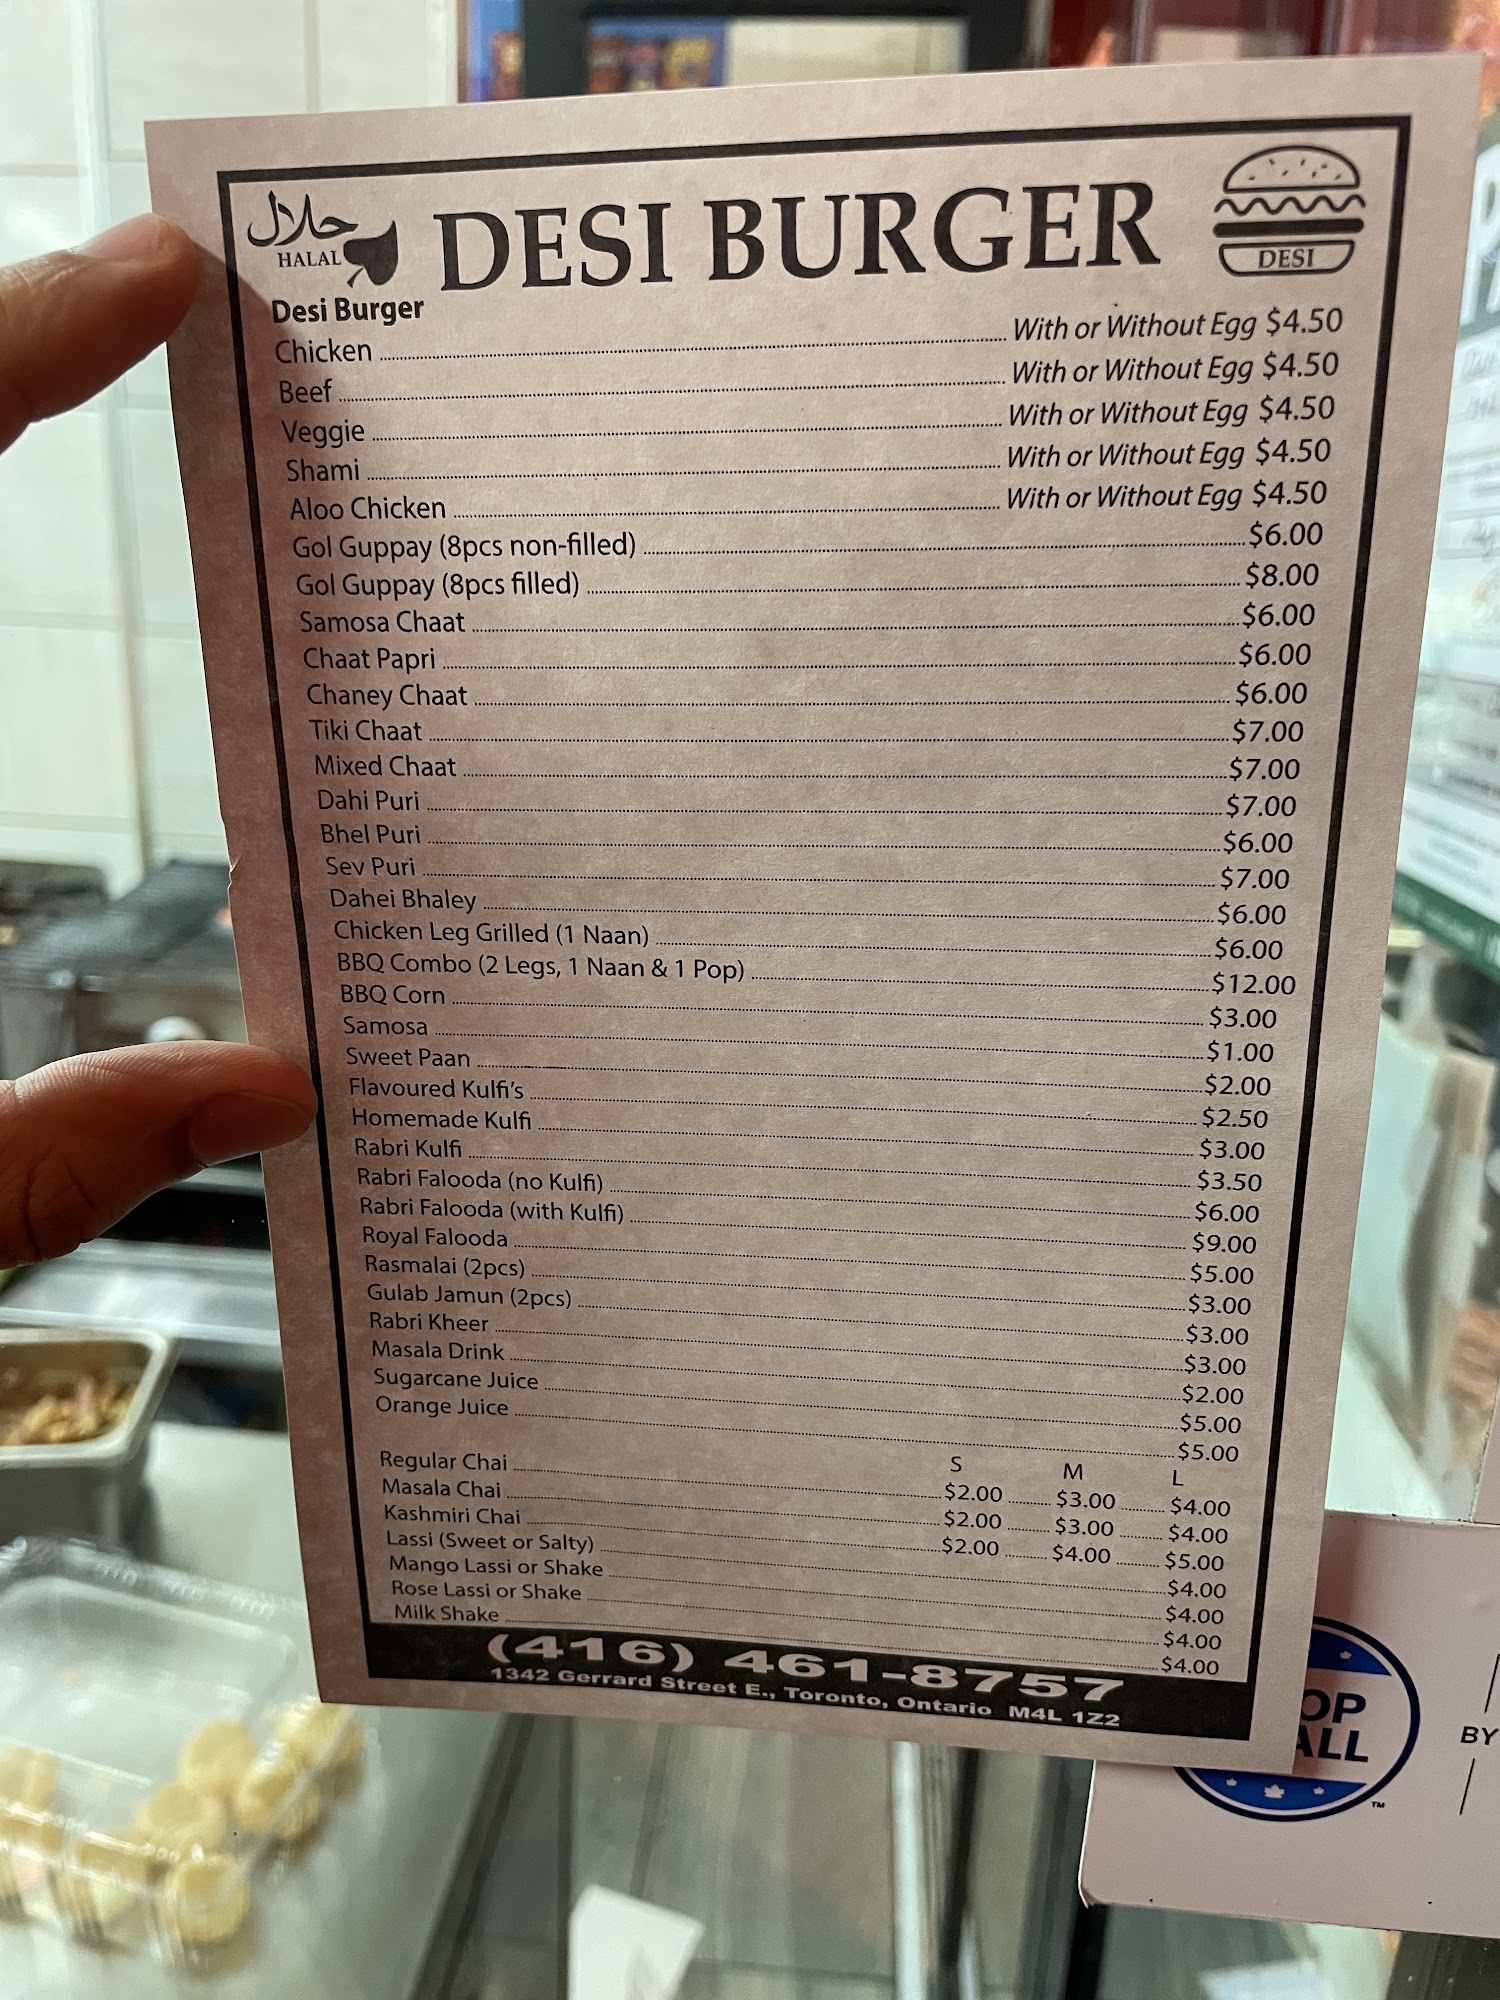 حلال
HALAL
DESI BURGER
DESI
Desi Burger
Chicken With or Without Egg $4.50
Beef With or Without Egg $4.50
Veggie With or Without Egg $4.50
Shami With or Without Egg $4.50
Aloo Chicken With or Without Egg $4.50
Gol Guppay (8pcs non-filled) $6.00
Gol Guppay (8pcs filled) $8.00
Samosa Chaat $6.00
Chaat Papri $6.00
Chaney Chaat $6.00
Tiki Chaat $7.00
Mixed Chaat $7.00
Dahi Puri $7.00
Bhel Puri $6.00
Sev Puri $7.00
Dahei Bhaley $6.00
Chicken Leg Grilled (1 Naan) $6.00
BBQ Combo (2 Legs, 1 Naan & 1 Pop) $12.00
BBQ Corn $3.00
Samosa $1.00
Sweet Paan $2.00
Flavoured Kulfi's $2.50
Homemade Kulfi $3.00
Rabri Kulfi $3.50
Rabri Falooda (no Kulfi) $6.00
Rabri Falooda (with Kulfi) $9.00
Royal Falooda $5.00
Rasmalai (2pcs) $3.00
Gulab Jamun (2pcs) $3.00
Rabri Kheer $3.00
Masala Drink $2.00
Sugarcane Juice $5.00
Orange Juice $5.00
S M L
Regular Chai $2.00 $3.00 $4.00
Masala Chai $2.00 $3.00 $4.00
Kashmiri Chai $2.00 $4.00 $5.00
Lassi (Sweet or Salty) $4.00
Mango Lassi or Shake $4.00
Rose Lassi or Shake $4.00
Milk Shake $4.00
(416) 461-8757
1342 Gerrard Street E., Toronto, Ontario M4L 1Z2
OP
ALL
TM
BY